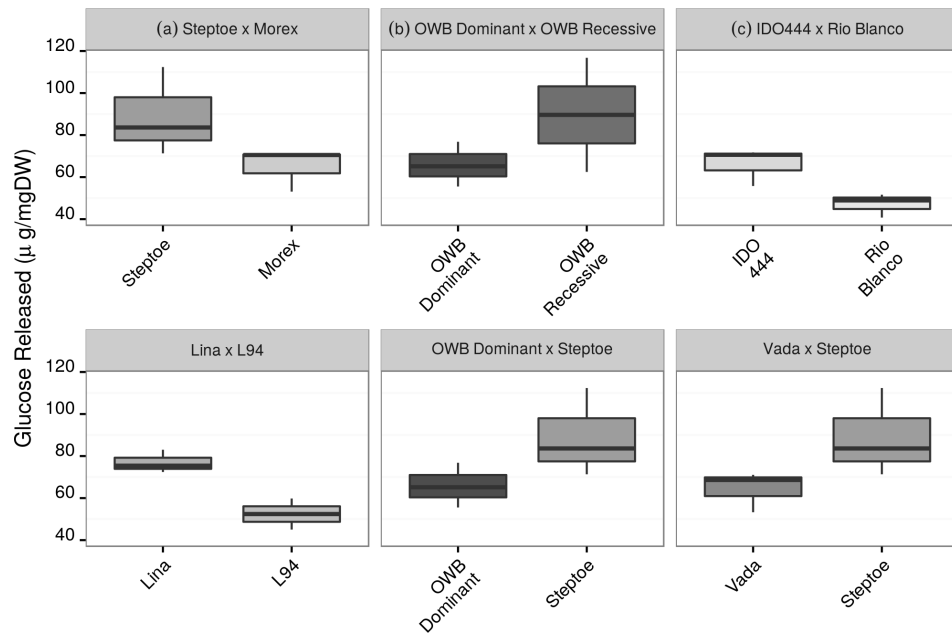 (a) Steptoe x Morex
(b) OWB Dominant x OWB Recessive
(c) IDO444 x Rio Blanco
Glucose Released (μ g/mgDW)
120
100
80
60
40
Steptoe
Morex
OWB
Dominant
OWB
Recessive
IDO
444
Rio
Blanco
Lina x L94
OWB Dominant x Steptoe
Vada x Steptoe
120
100
80
60
40
Lina
L94
OWB
Dominant
Steptoe
Vada
Steptoe